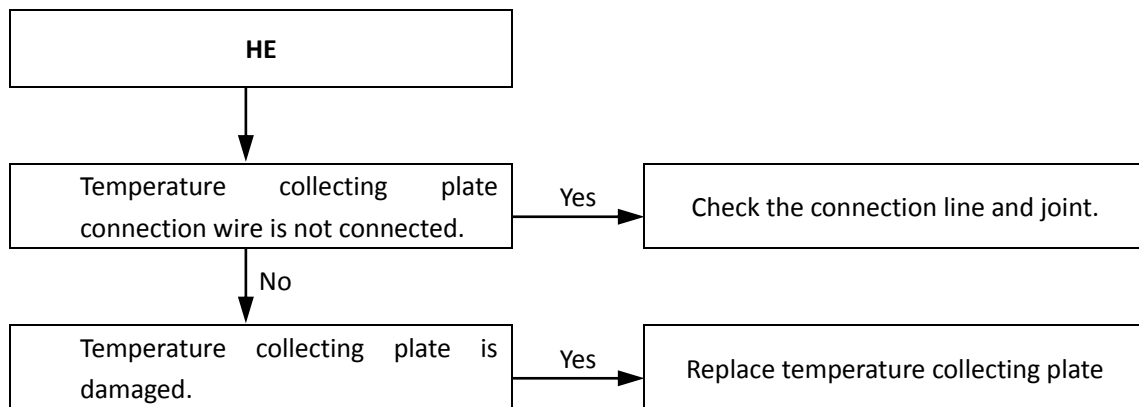 HE
Temperature collecting plate
connection wire is not connected.
Yes
Check the connection line and joint.
No
Temperature collecting plate is
damaged.
Yes
Replace temperature collecting plate